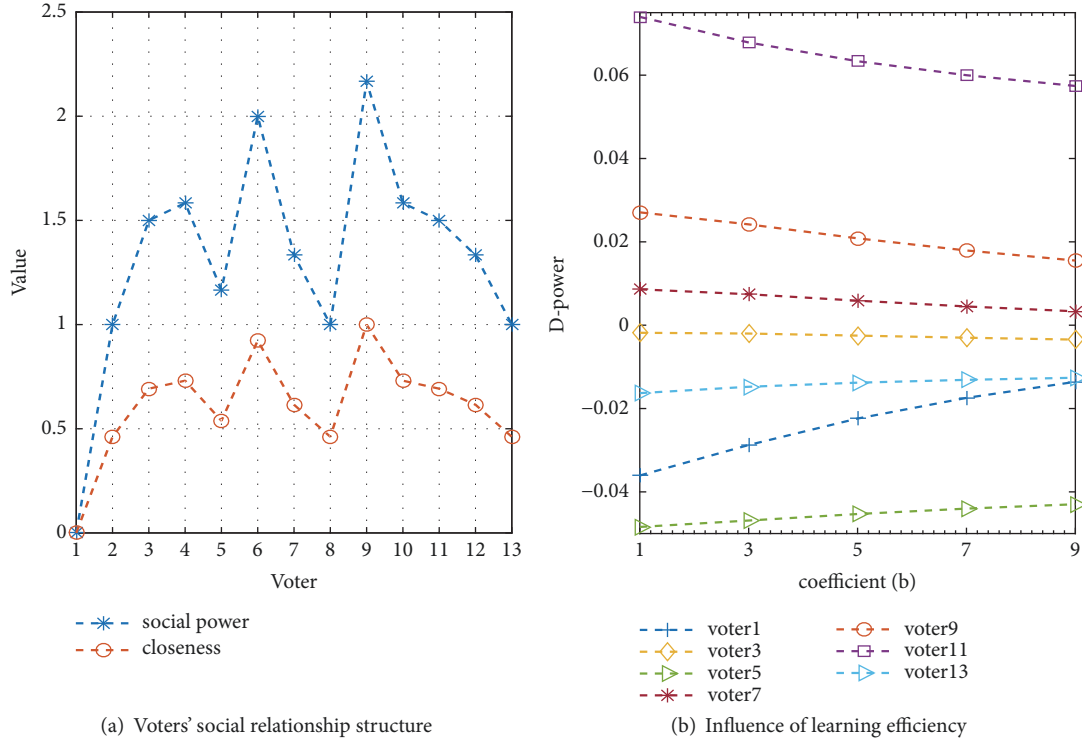 2.5
2
1.5
1
0.5
0
Value
1 2 3 4 5 6 7 8 9 10 11 12 13
Voter
social power
closeness
(a) Voters' social relationship structure
0.06
0.04
0.02
0
−0.02
−0.04
D-power
1 3 5 7 9
coefficient (b)
voter1
voter3
voter5
voter7
voter9
voter11
voter13
(b) Influence of learning efficiency